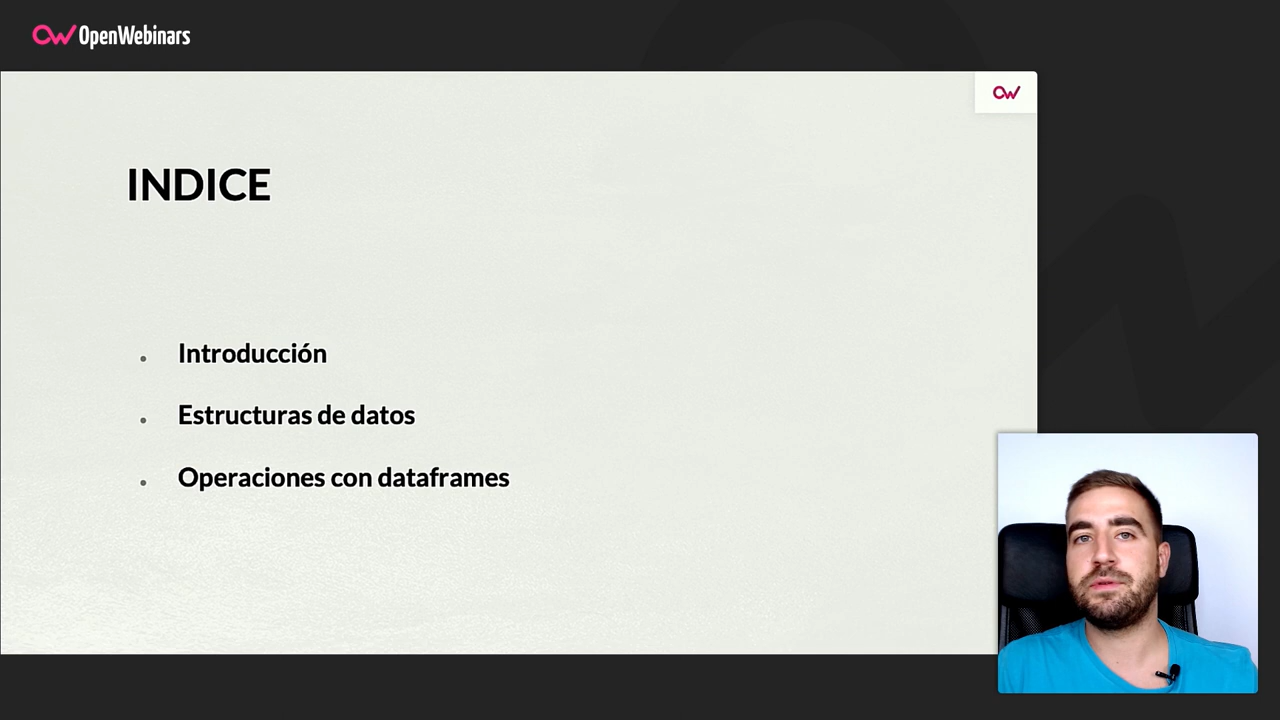 OpenWebinars
INDICE
Introducción
Estructuras de datos
Operaciones con dataframes